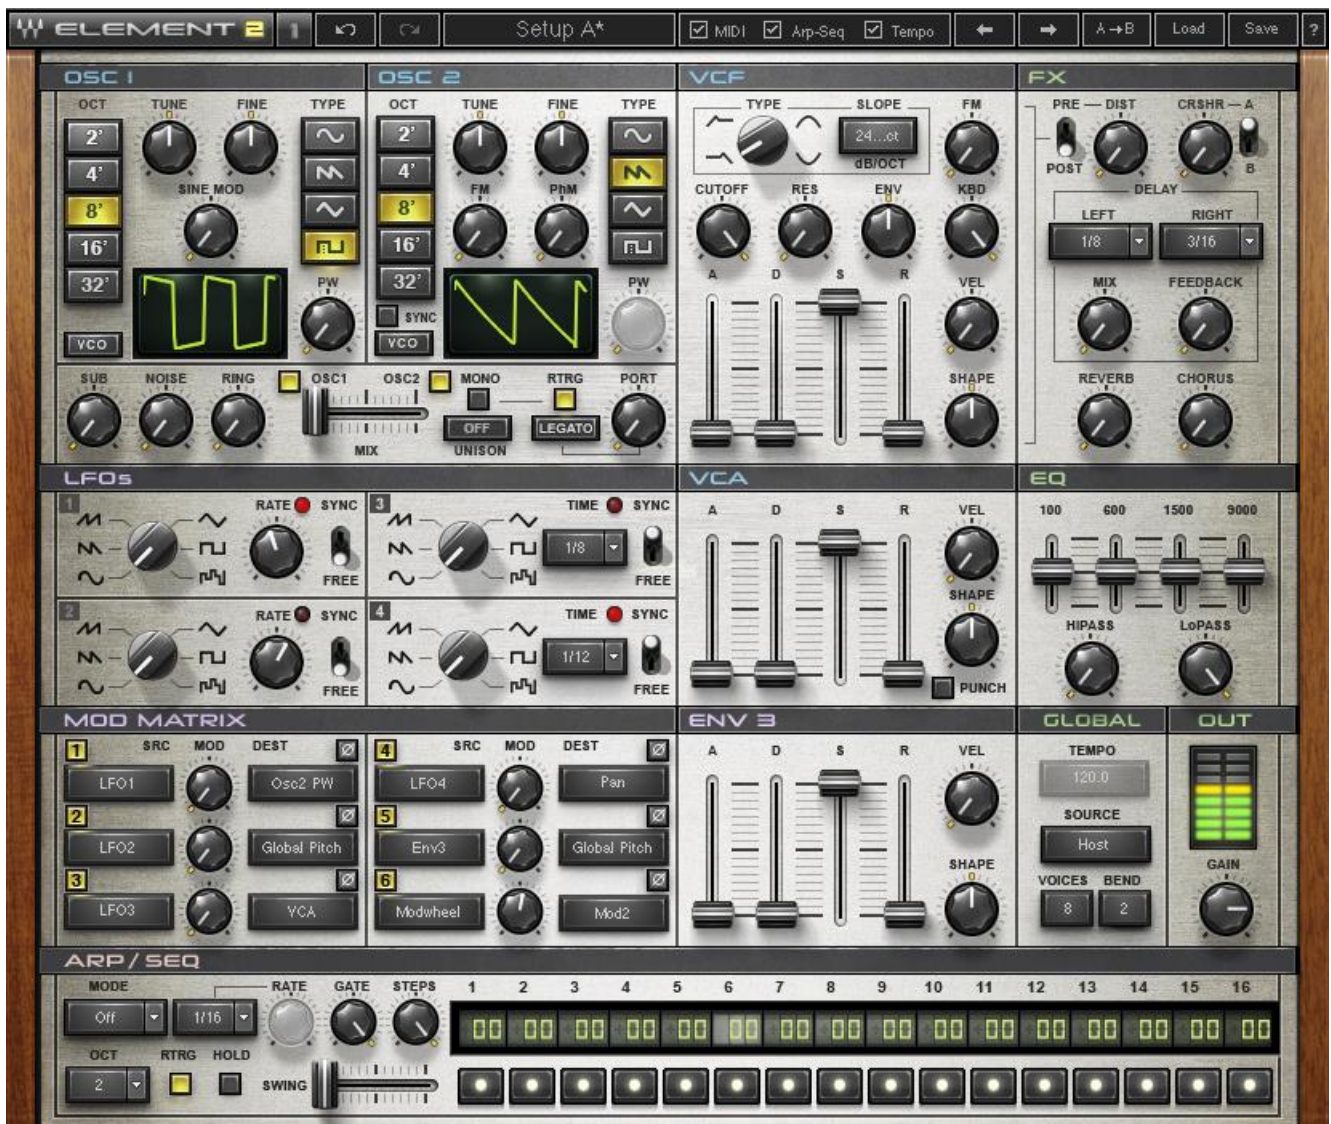 ELEMENT 2 1 Setup A* MIDI Arp-Seq Tempo A→B Load Save ?
OSC 1 OSC 2 VCF FX
OCT TUNE FINE TYPE
2'
4'
SINE MOD
8'
16'
32'
PW
VCO
OCT TUNE FINE TYPE
2'
4'
FM PhM
8'
16'
32'
PW
SYNC
VCO
SUB NOISE RING OSC1 OSC2 MONO RTRG PORT
OFF LEGATO
MIX UNISON
TYPE SLOPE FM
24...ct
dB/OCT
CUTOFF RES ENV KBD
A D S R VEL
SHAPE
PRE DIST CRSHR A
POST B
DELAY
LEFT RIGHT
1/8 3/16
MIX FEEDBACK
REVERB CHORUS
LFOs VCA EQ
1 RATE SYNC
FREE
3 TIME SYNC
1/8
FREE
2 RATE SYNC
FREE
4 TIME SYNC
1/12
FREE
A D S R VEL
SHAPE
PUNCH
100 600 1500 9000
HIPASS LoPASS
MOD MATRIX ENV 3 GLOBAL OUT
1 SRC MOD DEST Ø
LFO1 Osc2 PW
2 Ø
LFO2 Global Pitch
3 Ø
LFO3 VCA
4 SRC MOD DEST Ø
LFO4 Pan
5 Ø
Env3 Global Pitch
6 Ø
Modwheel Mod2
A D S R VEL
SHAPE
TEMPO
120.0
SOURCE
Host
VOICES BEND
8 2
GAIN
ARP/SEQ
MODE RATE GATE STEPS 1 2 3 4 5 6 7 8 9 10 11 12 13 14 15 16
Off 1/16
00 00 00 00 00 00 00 00 00 00 00 00 00 00 00 00
OCT RTRG HOLD
2 SWING